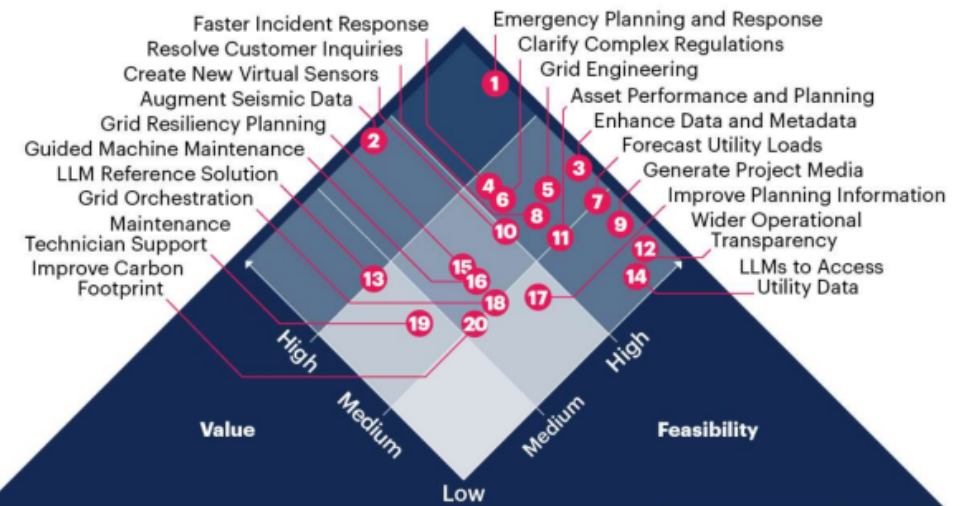 Faster Incident Response
Resolve Customer Inquiries
Create New Virtual Sensors
Augment Seismic Data
Grid Resiliency Planning
Guided Machine Maintenance
LLM Reference Solution
Grid Orchestration
Maintenance
Technician Support
Improve Carbon
Footprint
Emergency Planning and Response
Clarify Complex Regulations
Grid Engineering
Asset Performance and Planning
Enhance Data and Metadata
Forecast Utility Loads
Generate Project Media
Improve Planning Information
Wider Operational
Transparency
LLMs to Access
Utility Data
1
2
3
4
5
6
7
8
9
10
11
12
13
14
15
16
17
18
19
20
High
Medium
Low
Medium
High
Value
Feasibility